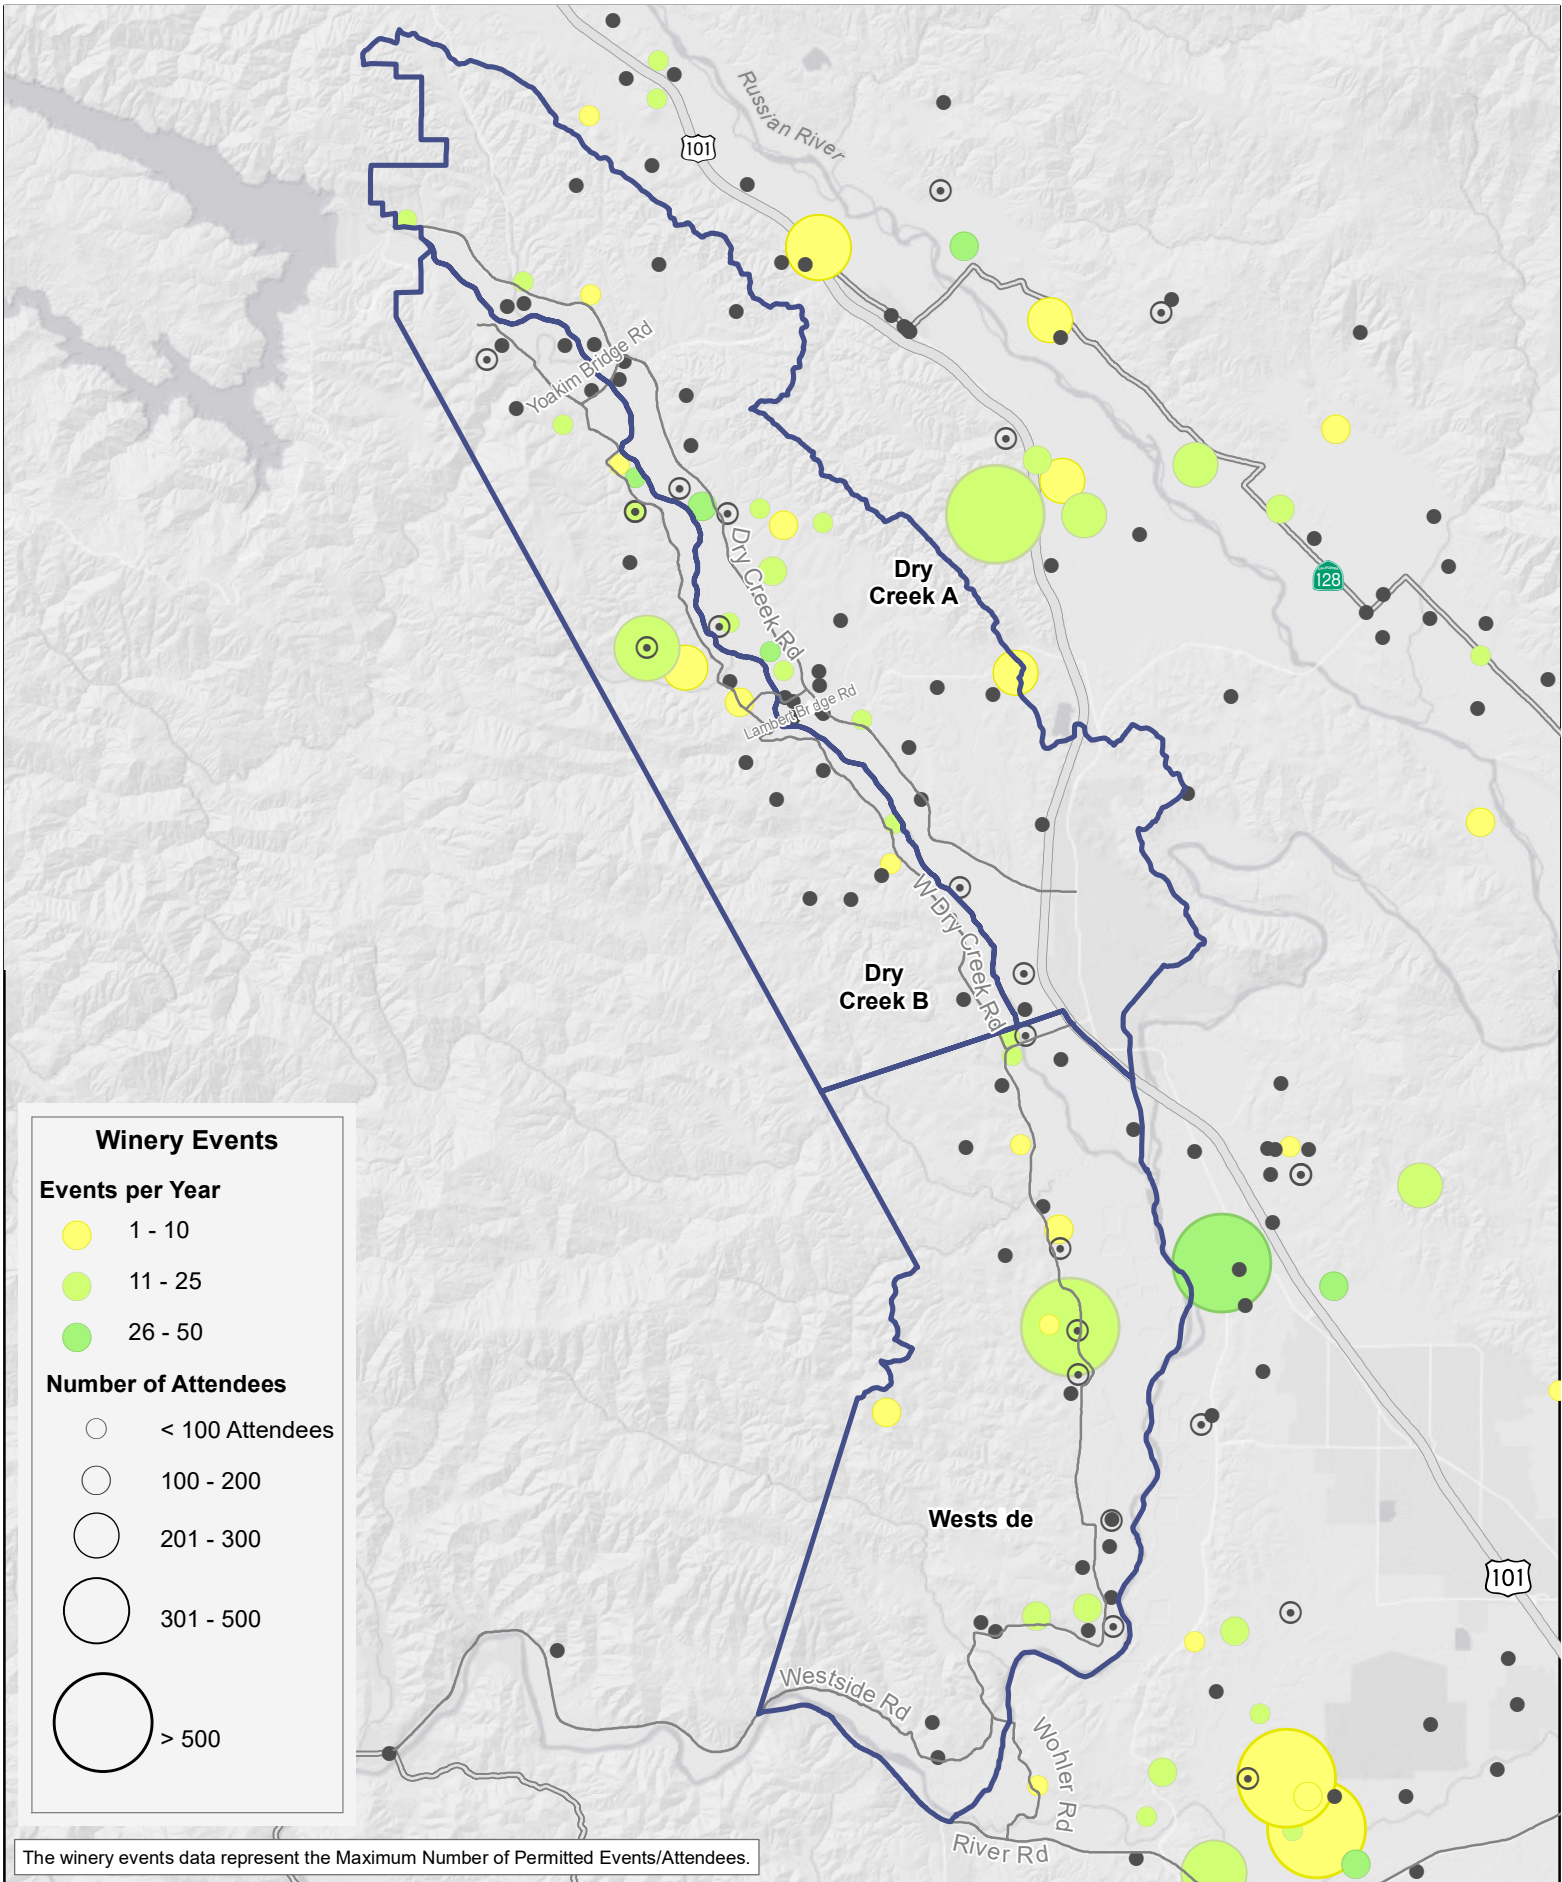 Russian River
101
Yoakim Bridge Rd
Dry Creek Rd
Dry
Creek A
CALIFORNIA
128
Lambert Br dge Rd
W Dry Creek Rd
Dry
Creek B
Winery Events
Events per Year
1 - 10
11 - 25
26 - 50
Number of Attendees
< 100 Attendees
100 - 200
201 - 300
301 - 500
> 500
Wests de
101
Westside Rd
Wohler Rd
River Rd
The winery events data represent the Maximum Number of Permitted Events/Attendees.